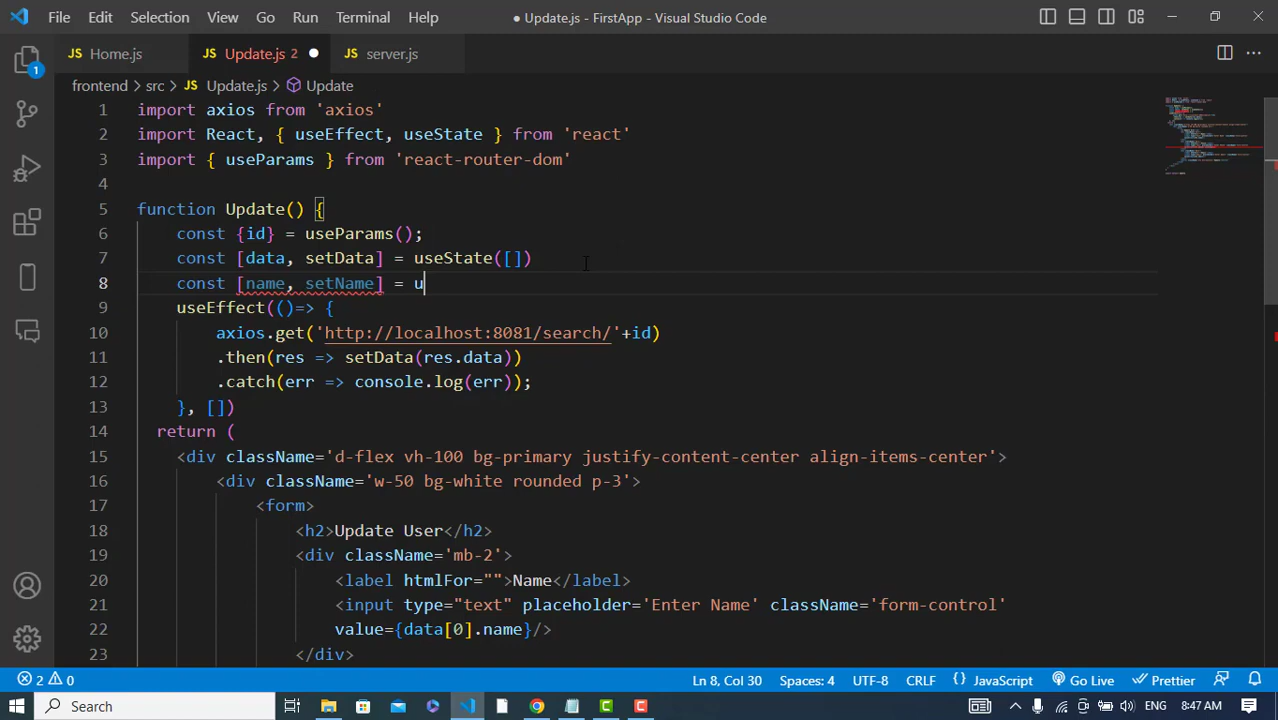 File Edit Selection View Go Run Terminal Help ● Update.js - FirstApp - Visual Studio Code
JS Home.js JS Update.js 2 JS server.js
frontend > src > JS Update.js > Update
1
1 import axios from 'axios'
2 import React, { useEffect, useState } from 'react'
3 import { useParams } from 'react-router-dom'
4
5 function Update() {
6 const {id} = useParams();
7 const [data, setData] = useState([])
8 const [name, setName] = u
9 useEffect(()=> {
10 axios.get('http://localhost:8081/search/'+id)
11 .then(res => setData(res.data))
12 .catch(err => console.log(err));
13 }, [])
14 return (
15 <div className='d-flex vh-100 bg-primary justify-content-center align-items-center'>
16 <div className='w-50 bg-white rounded p-3'>
17 <form>
18 <h2>Update User</h2>
19 <div className='mb-2'>
20 <label htmlFor="">Name</label>
21 <input type="text" placeholder='Enter Name' className='form-control'
22 value={data[0].name}/>
23 </div>
2 0 Ln 8, Col 30 Spaces: 4 UTF-8 CRLF {} JavaScript Go Live Prettier
Search ENG 8:47 AM